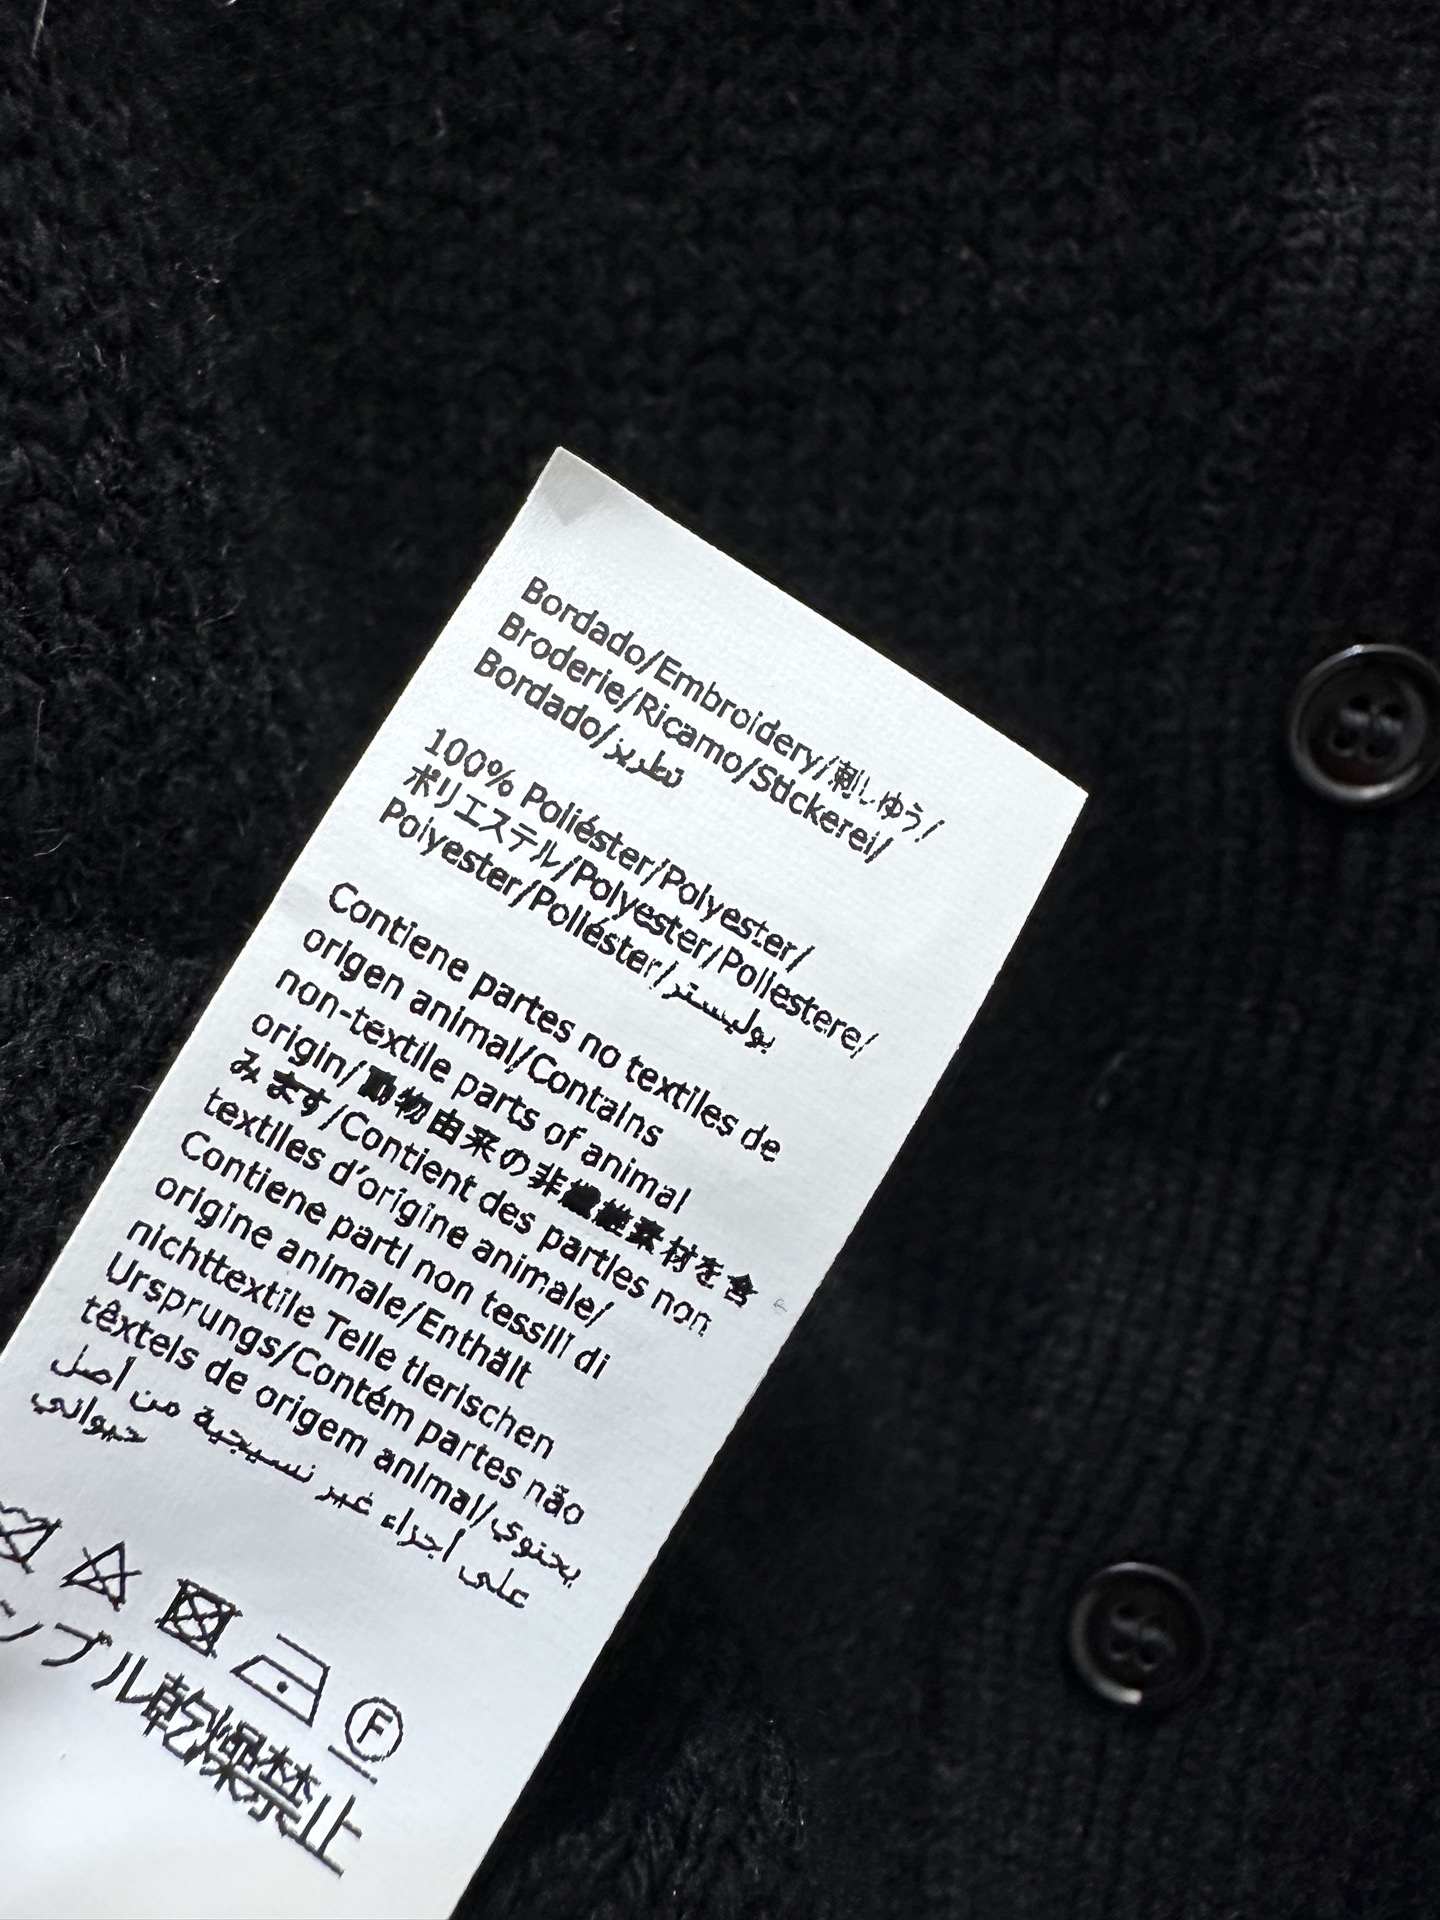 Bordado/Embroidery/刺しゅう/
Broderie/Ricamo/Stickerei/
Bordado/تطريز
100% Poliéster/Polyester/
ポリエステル/Polyester/Poliestere/
Polyester/Poliéster/بوليستر
Contiene partes no textiles de
origen animal/Contains
non-textile parts of animal
origin/動物由来の非繊維素材を含
みます/Contient des parties non
textiles d'origine animale/
Contiene parti non tessili di
origine animale/Enthält
nichttextile Teile tierischen
Ursprungs/Contém partes não
têxteis de origem animal/يحتوي
على أجزاء غير نسيجية من أصل
حيواني
F
ンブル乾燥禁止